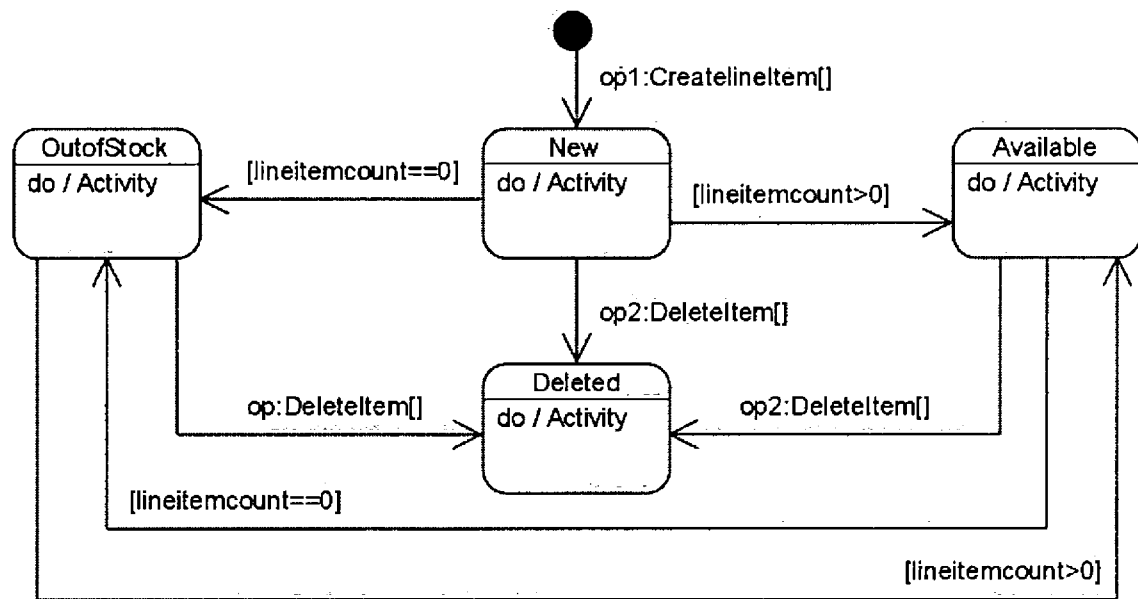 op1:CreatelineItem[]
OutofStock
do / Activity
[lineitemcount==0]
New
do / Activity
[lineitemcount>0]
Available
do / Activity
op2:DeleteItem[]
Deleted
do / Activity
op:DeleteItem[]
op2:DeleteItem[]
[lineitemcount==0]
[lineitemcount>0]